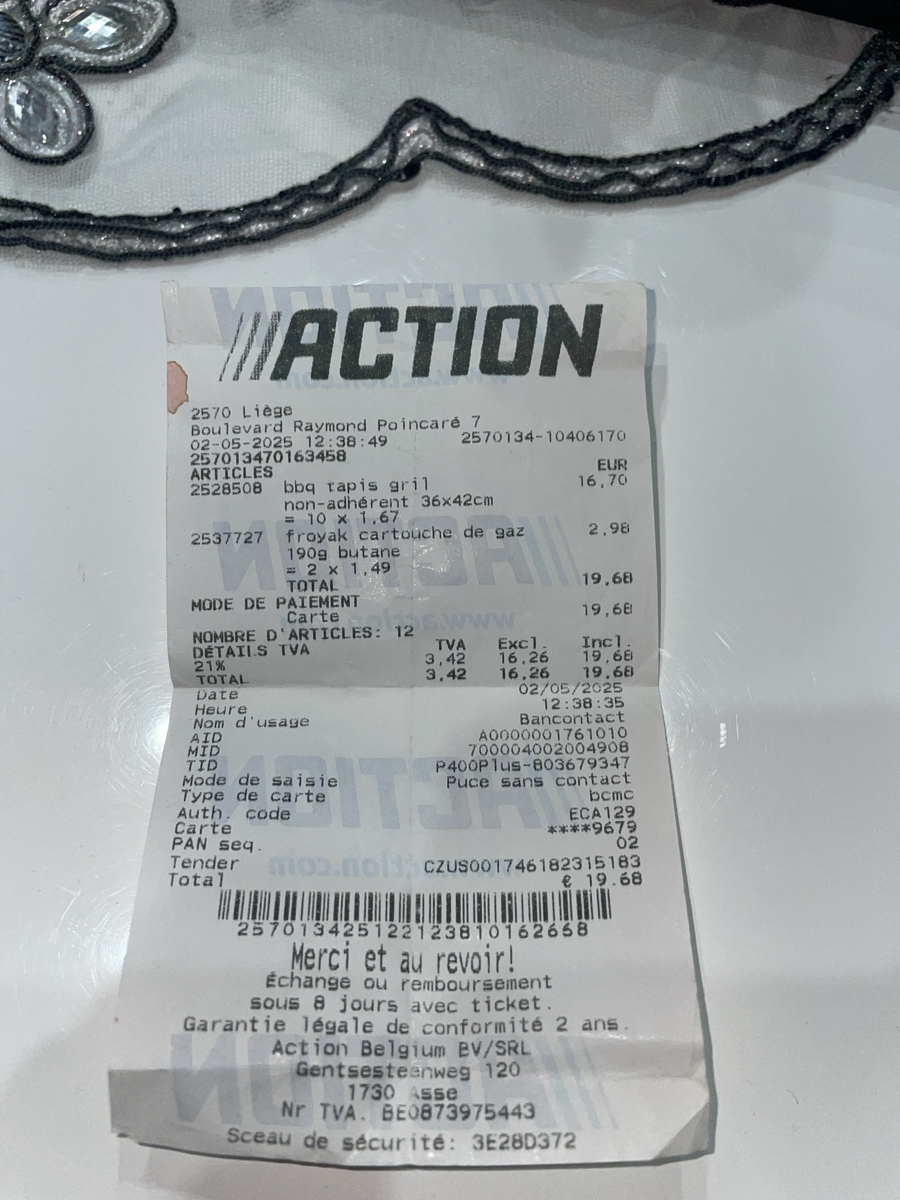 ///ACTION
2570 Liège
Boulevard Raymond Poincaré 7
02-05-2025 12:38:49 2570134-10406170
257013470163458
ARTICLES EUR
2528508 bbq tapis gril 16,70
non-adhérent 36x42cm
= 10 x 1,67
2537727 froyak cartouche de gaz 2,98
190g butane
= 2 x 1,49
TOTAL 19,68
MODE DE PAIEMENT
Carte 19,68
NOMBRE D'ARTICLES: 12
DÉTAILS TVA TVA Excl. Incl.
21% 3,42 16,26 19,68
TOTAL 3,42 16,26 19,68
Date 02/05/2025
Heure 12:38:35
Nom d'usage Bancontact
AID A0000001761010
MID 700004002004908
TID P400Plus-803679347
Mode de saisie Puce sans contact
Type de carte bcmc
Auth. code ECA129
Carte ****9679
PAN seq. 02
Tender CZUS001746182315183
Total € 19.68
257013425122123810162668
Merci et au revoir!
Échange ou remboursement
sous 8 jours avec ticket.
Garantie légale de conformité 2 ans.
Action Belgium BV/SRL
Gentsesteenweg 120
1730 Asse
Nr TVA. BE0873975443
Sceau de sécurité: 3E28D372